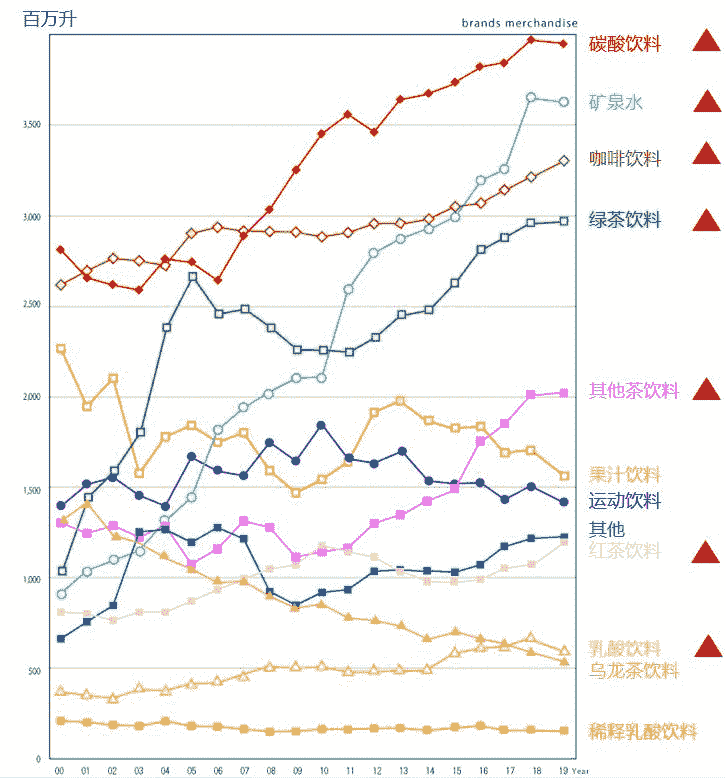 百万升
brands merchandise
碳酸饮料
矿泉水
3,500
咖啡饮料
3,000
绿茶饮料
2,500
2,000
其他茶饮料
果汁饮料
1,500
运动饮料
其他
红茶饮料
1,000
乳酸饮料
500
乌龙茶饮料
稀释乳酸饮料
0
00 01 02 03 04 05 06 07 08 09 10 11 12 13 14 15 16 17 18 19 Year